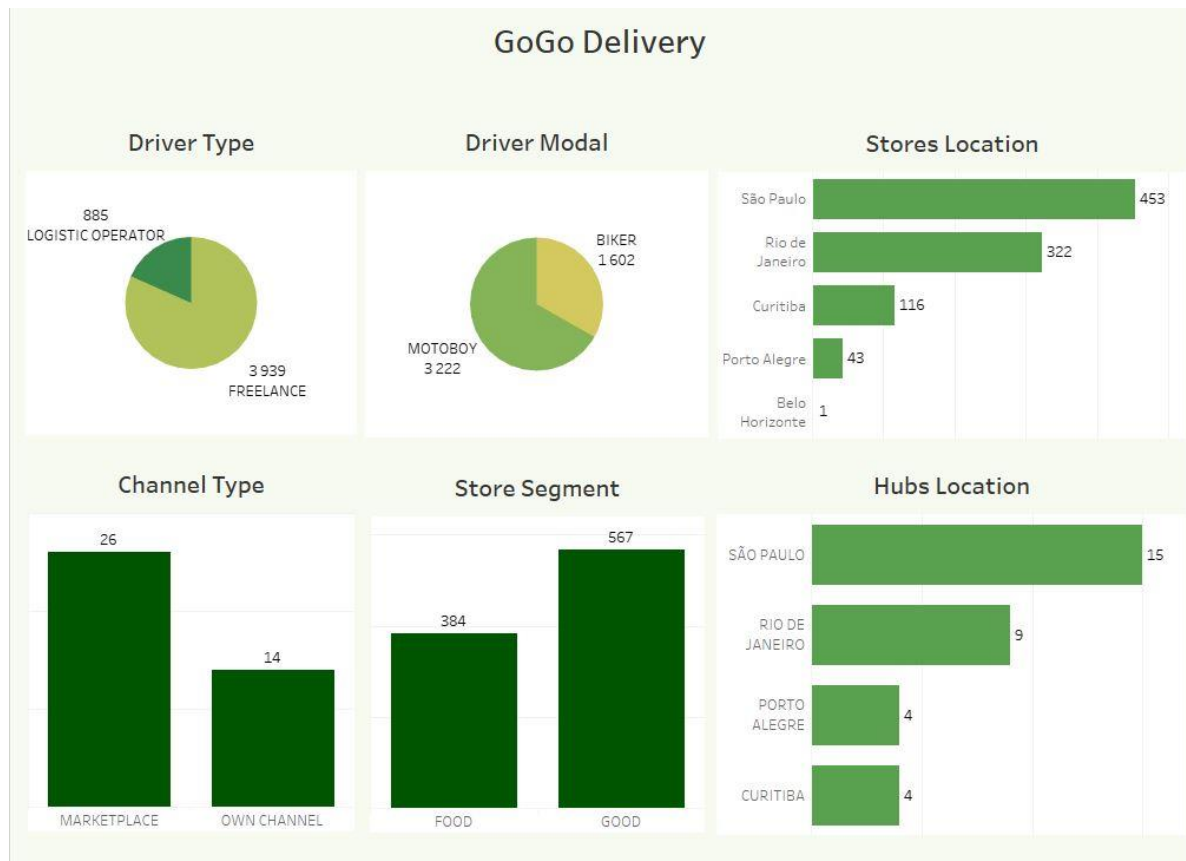 GoGo Delivery
Driver Type
885
LOGISTIC OPERATOR
3 939
FREELANCE
Driver Modal
BIKER
1 602
MOTOBOY
3 222
Stores Location
São Paulo
453
Rio de
Janeiro
322
Curitiba
116
Porto Alegre
43
Belo
Horizonte
1
Channel Type
26
14
MARKETPLACE
OWN CHANNEL
Store Segment
384
567
FOOD
GOOD
Hubs Location
SÃO PAULO
15
RIO DE
JANEIRO
9
PORTO
ALEGRE
4
CURITIBA
4